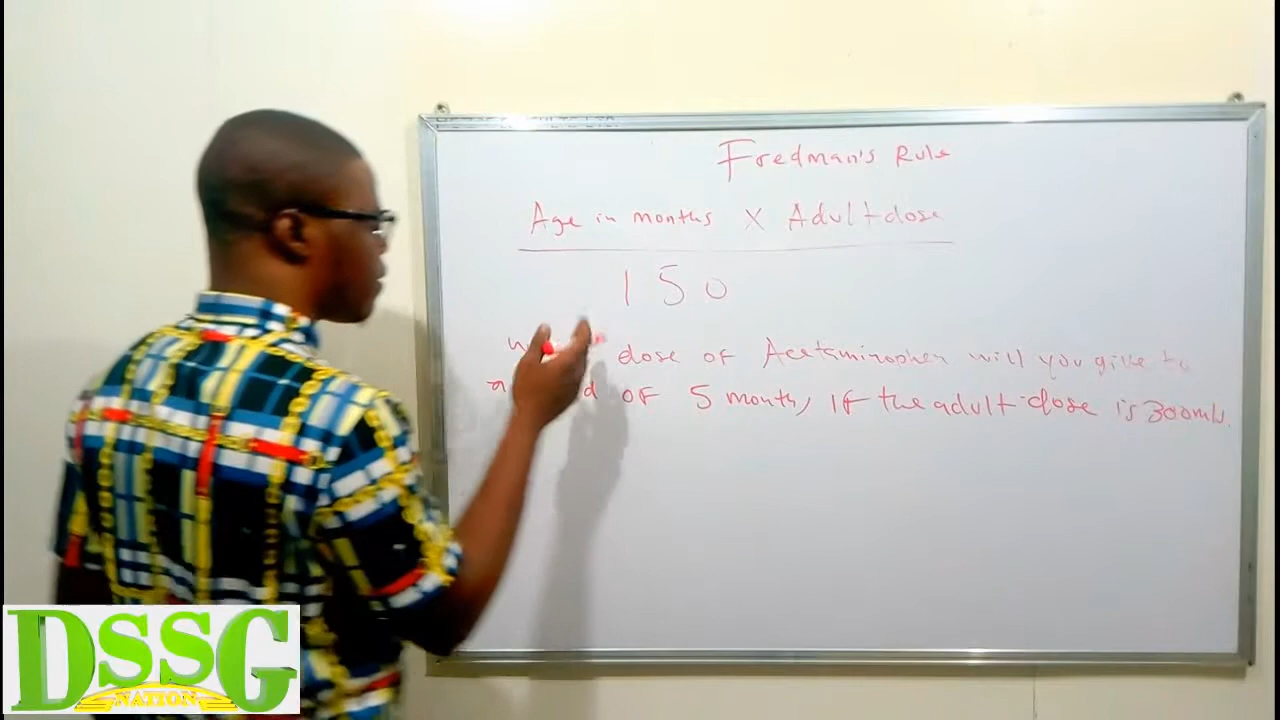 Fredman's Rule
Age in months X Adult dose
150
dose of Acetaminophen will you give to
a of 5 month, if the adult dose is 300mls.
DSSG
NATION